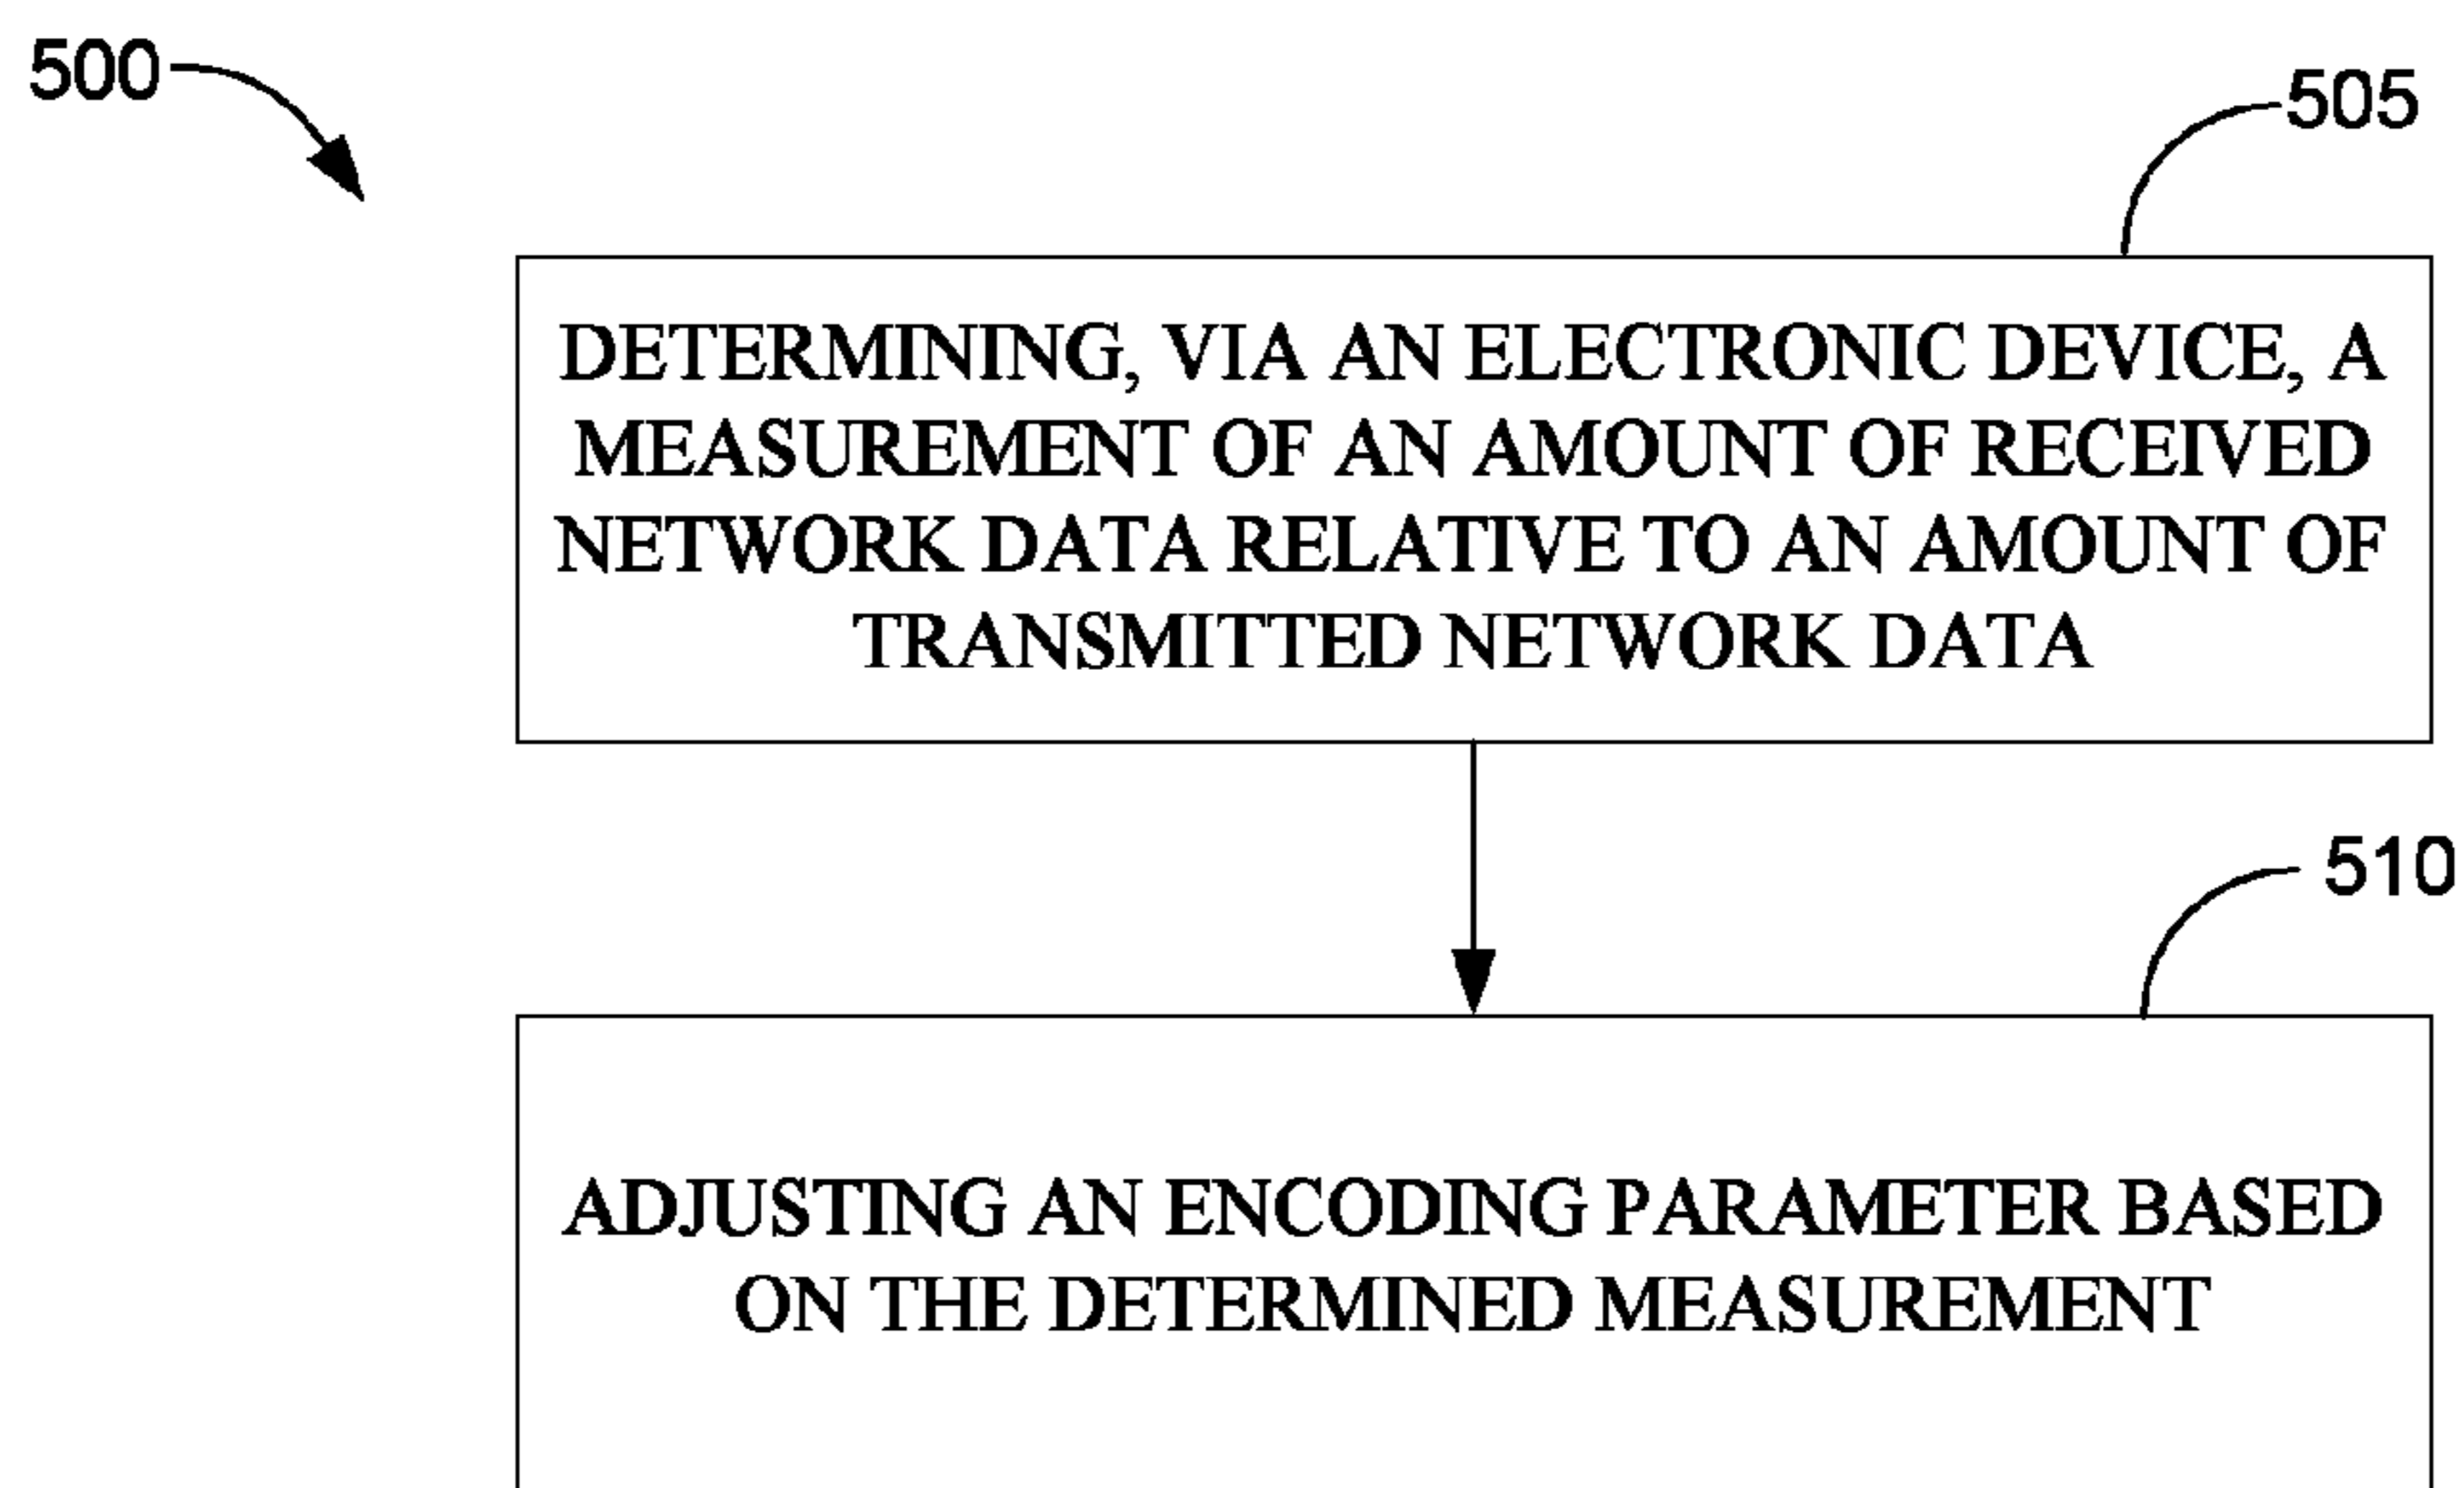 500
505
DETERMINING, VIA AN ELECTRONIC DEVICE, A
MEASUREMENT OF AN AMOUNT OF RECEIVED
NETWORK DATA RELATIVE TO AN AMOUNT OF
TRANSMITTED NETWORK DATA
510
ADJUSTING AN ENCODING PARAMETER BASED
ON THE DETERMINED MEASUREMENT